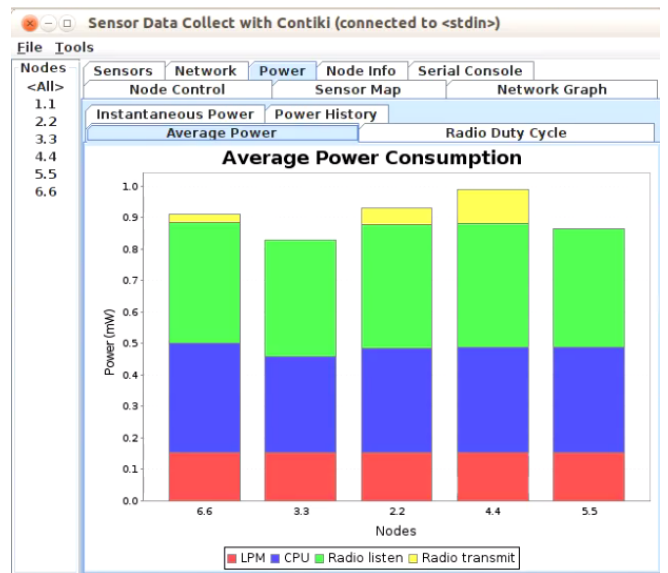 Sensor Data Collect with Contiki (connected to <stdin>)
File Tools
Nodes
<All>
1.1
2.2
3.3
4.4
5.5
6.6
Sensors Network Power Node Info Serial Console
Node Control Sensor Map Network Graph
Instantaneous Power Power History
Average Power Radio Duty Cycle
Average Power Consumption
Power (mW)
1.0
0.9
0.8
0.7
0.6
0.5
0.4
0.3
0.2
0.1
0.0
6.6 3.3 2.2 4.4 5.5
Nodes
LPM CPU Radio listen Radio transmit